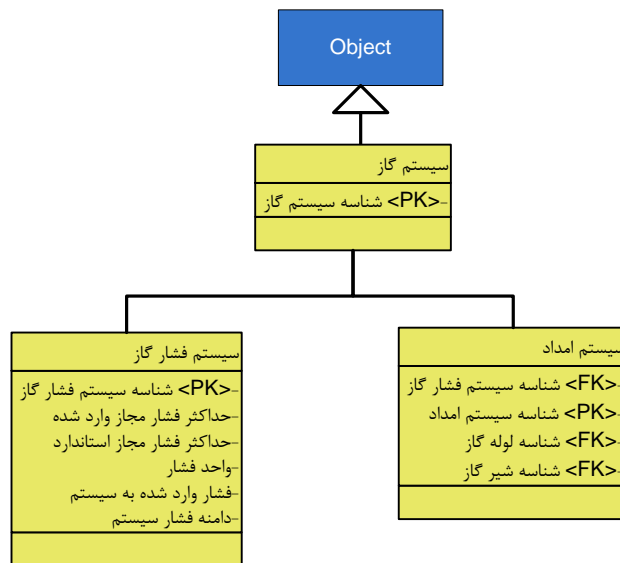 Object
سیستم گاز
-<PK> شناسه سیستم گاز
سیستم فشار گاز
-<PK> شناسه سیستم فشار گاز
-حداکثر فشار مجاز وارد شده
-حداکثر فشار مجاز استاندارد
-واحد فشار
-فشار وارد شده به سیستم
-دامنه فشار سیستم
سیستم امداد
-<FK> شناسه سیستم فشار گاز
-<PK> شناسه سیستم امداد
-<FK> شناسه لوله گاز
-<FK> شناسه شیر گاز